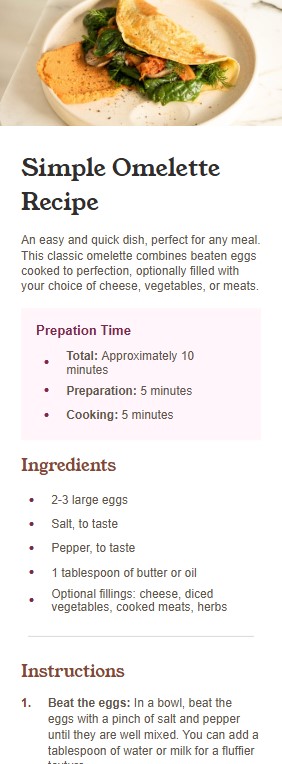 Simple Omelette
Recipe
An easy and quick dish, perfect for any meal.
This classic omelette combines beaten eggs
cooked to perfection, optionally filled with
your choice of cheese, vegetables, or meats.
Prepation Time
• Total: Approximately 10
minutes
• Preparation: 5 minutes
• Cooking: 5 minutes
Ingredients
• 2-3 large eggs
• Salt, to taste
• Pepper, to taste
• 1 tablespoon of butter or oil
• Optional fillings: cheese, diced
vegetables, cooked meats, herbs
Instructions
1. Beat the eggs: In a bowl, beat the
eggs with a pinch of salt and pepper
until they are well mixed. You can add a
tablespoon of water or milk for a fluffier